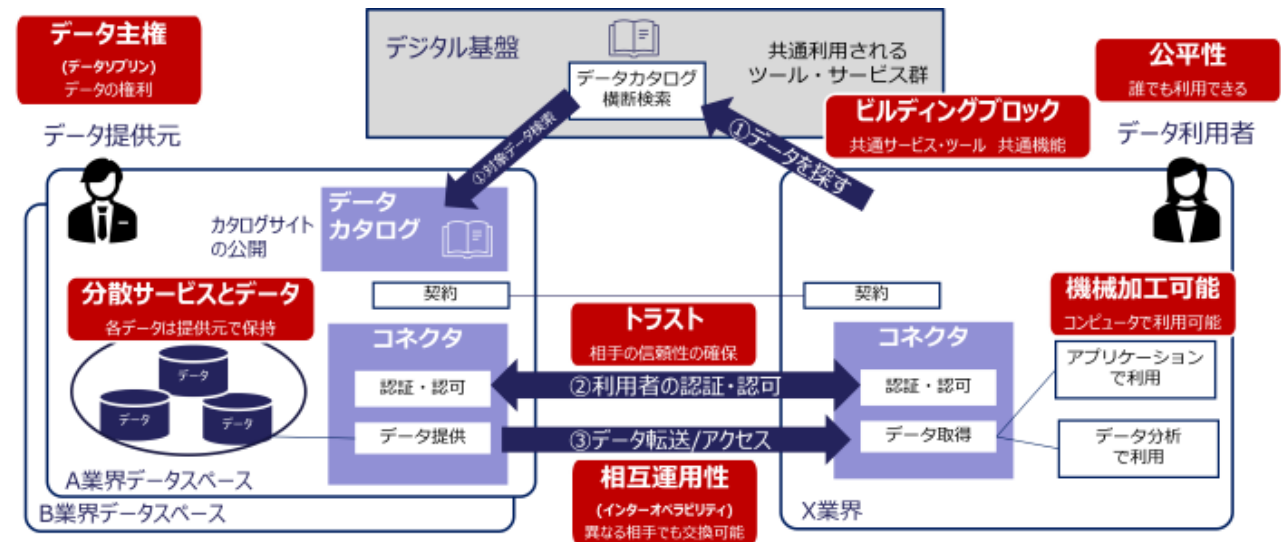 データ主権
(データソブリン)
データの権利
デジタル基盤
データカタログ
横断検索
共通利用される
ツール・サービス群
公平性
誰でも利用できる
ビルディングブロック
共通サービス・ツール 共通機能
データ提供元
データ利用者
①対象データ検索
①データを探す
カタログサイト
の公開
データ
カタログ
契約
契約
分散サービスとデータ
各データは提供元で保持
トラスト
相手の信頼性の確保
機械加工可能
コンピュータで利用可能
データ
データ
データ
コネクタ
認証・認可
データ提供
②利用者の認証・認可
③データ転送/アクセス
コネクタ
認証・認可
データ取得
アプリケーション
で利用
データ分析
で利用
相互運用性
(インターオペラビリティ)
異なる相手でも交換可能
A業界データスペース
B業界データスペース
X業界